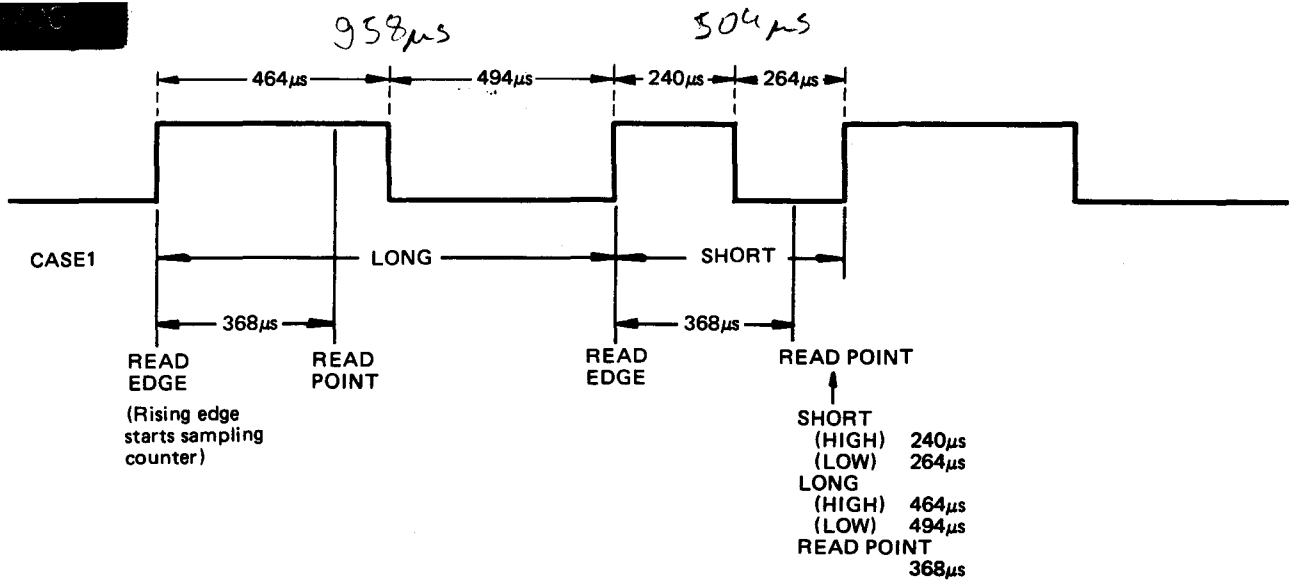 958μs 504μs
464μs 494μs 240μs 264μs
CASE1 LONG SHORT
368μs 368μs
READ
EDGE
(Rising edge
starts sampling
counter)
READ
POINT
READ
EDGE
READ POINT
SHORT
(HIGH) 240μs
(LOW) 264μs
LONG
(HIGH) 464μs
(LOW) 494μs
READ POINT
368μs